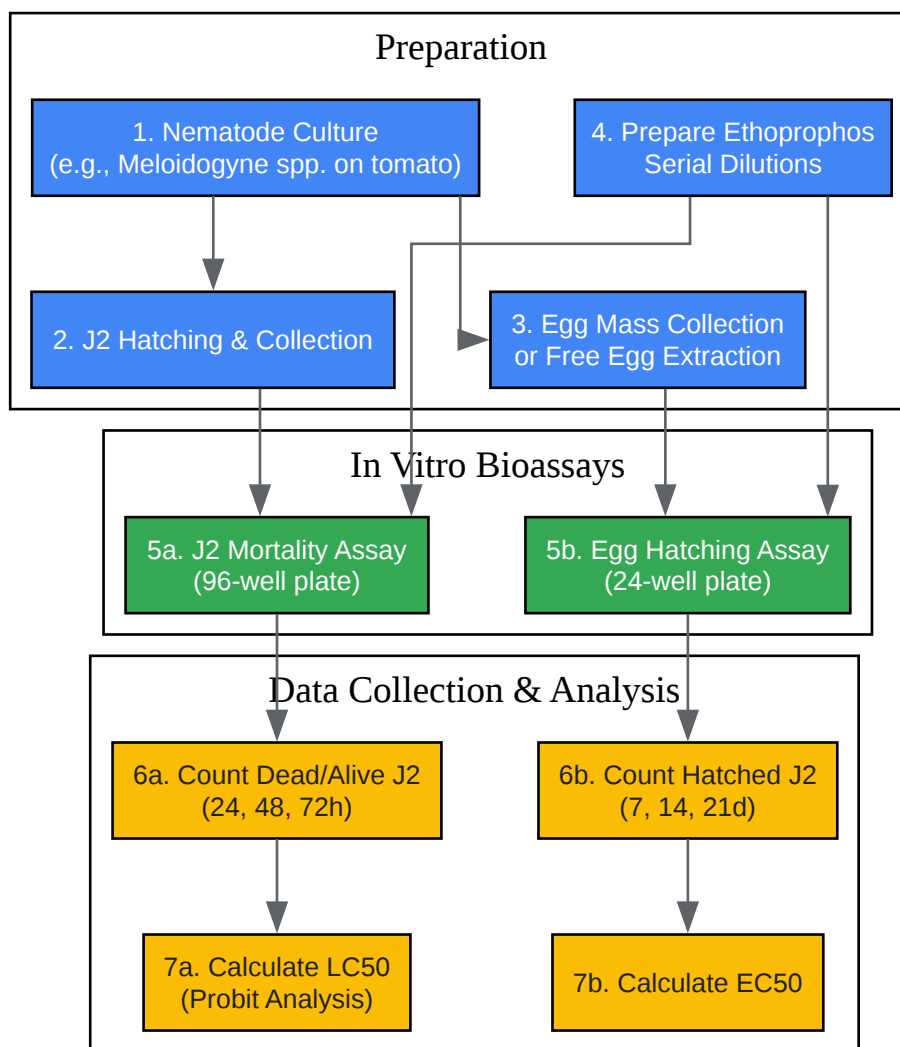 Preparation
1. Nematode Culture
(e.g., Meloidogyne spp. on tomato)
4. Prepare Ethoprophos
Serial Dilutions
2. J2 Hatching & Collection
3. Egg Mass Collection
or Free Egg Extraction
In Vitro Bioassays
5a. J2 Mortality Assay
(96-well plate)
5b. Egg Hatching Assay
(24-well plate)
Data Collection & Analysis
6a. Count Dead/Alive J2
(24, 48, 72h)
6b. Count Hatched J2
(7, 14, 21d)
7a. Calculate LC50
(Probit Analysis)
7b. Calculate EC50